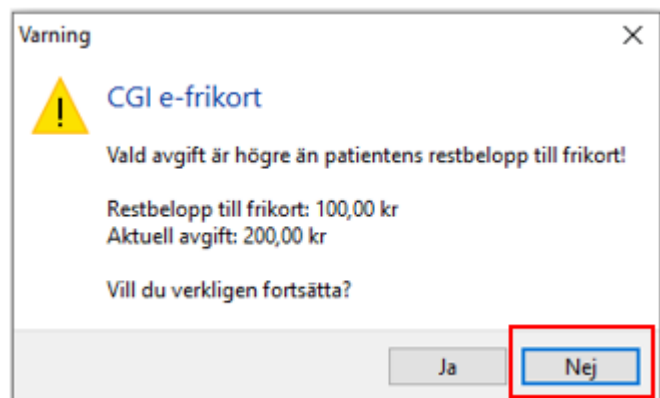 Varning
CGI e-frikort
Vald avgift är högre än patientens restbelopp till frikort!
Restbelopp till frikort: 100,00 kr
Aktuell avgift: 200,00 kr
Vill du verkligen fortsätta?
Ja
Nej